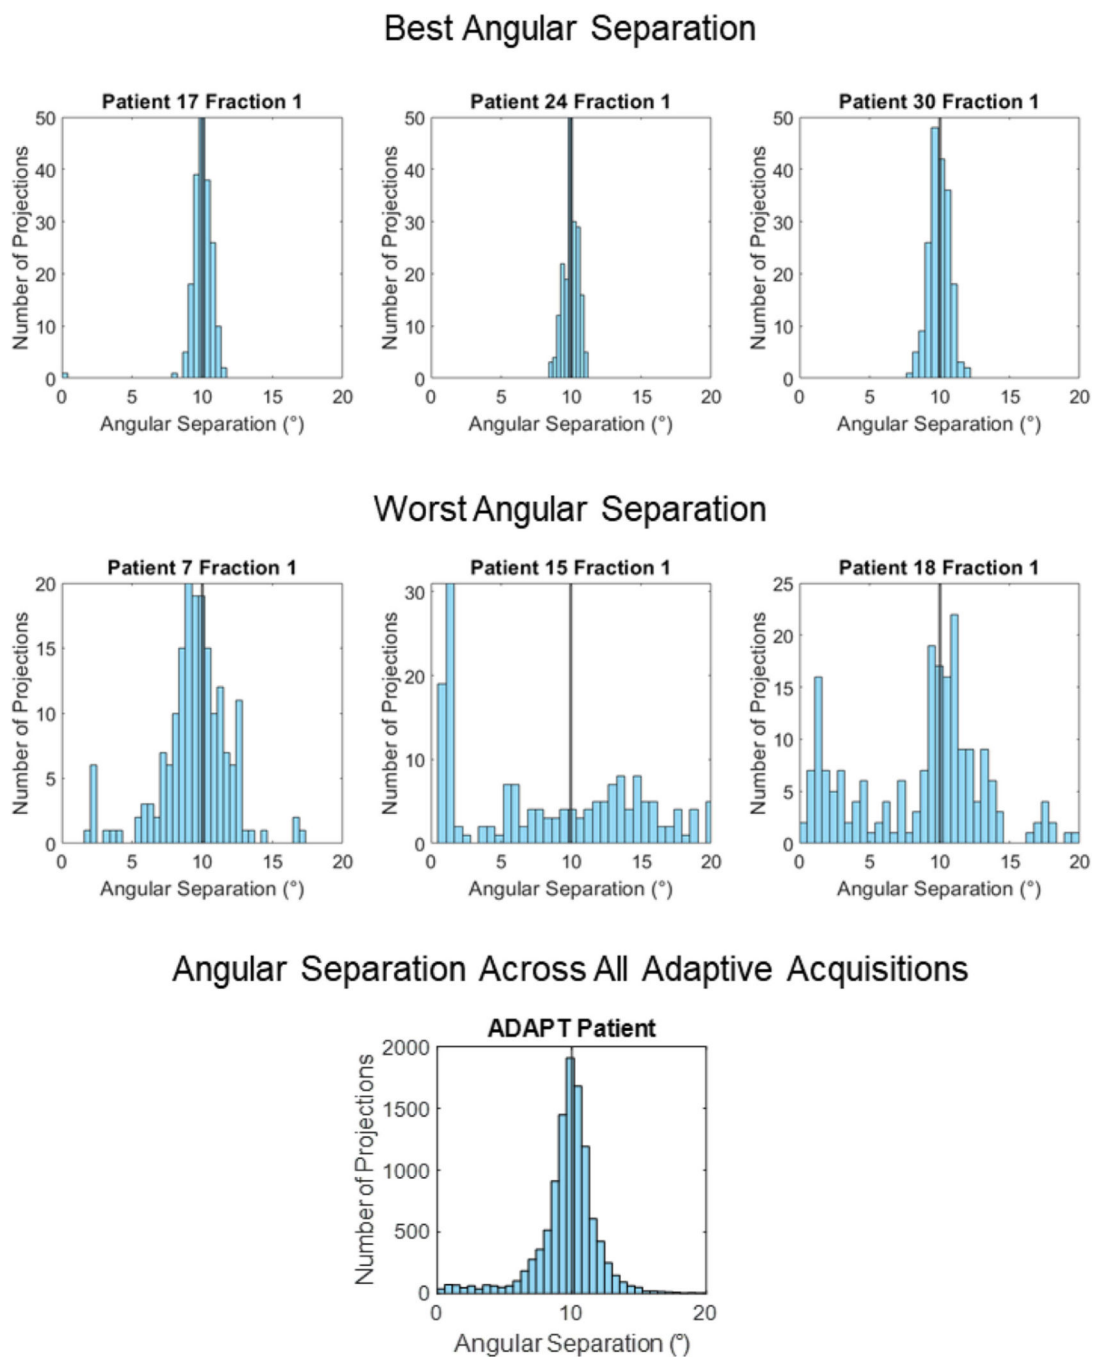 Best Angular Separation
Patient 17 Fraction 1
Patient 24 Fraction 1
Patient 30 Fraction 1
Number of Projections
50
40
30
20
10
0
0
5
10
15
20
Angular Separation (°)
Number of Projections
50
40
30
20
10
0
0
5
10
15
20
Angular Separation (°)
Number of Projections
50
40
30
20
10
0
0
5
10
15
20
Angular Separation (°)
Worst Angular Separation
Patient 7 Fraction 1
Patient 15 Fraction 1
Patient 18 Fraction 1
Number of Projections
20
15
10
5
0
0
5
10
15
20
Angular Separation (°)
Number of Projections
30
20
10
0
0
5
10
15
20
Angular Separation (°)
Number of Projections
25
20
15
10
5
0
0
5
10
15
20
Angular Separation (°)
Angular Separation Across All Adaptive Acquisitions
ADAPT Patient
Number of Projections
2000
1500
1000
500
0
0
10
20
Angular Separation (°)